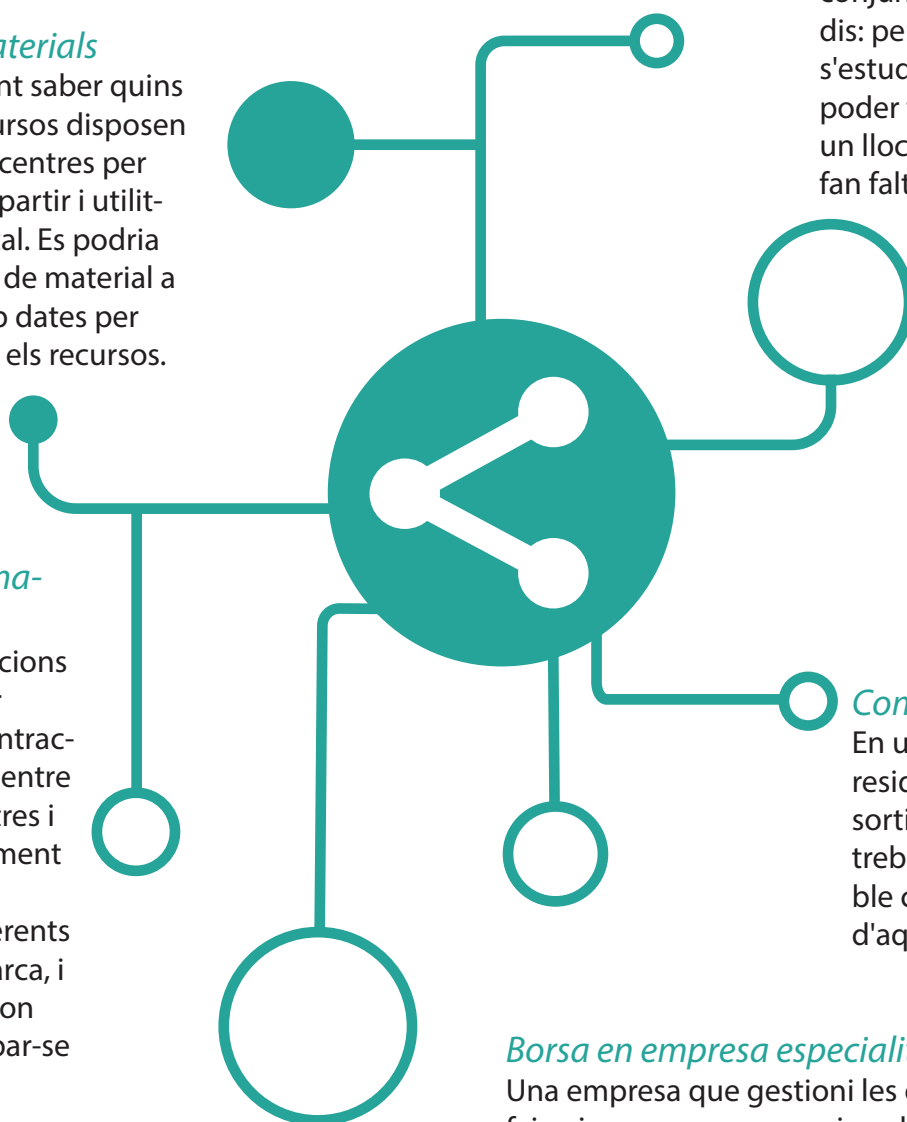 aterials
nt saber quins
ursos disposen
centres per
partir i utilit-
al. Es podria
de material a
dates per
els recursos.
dis: pe
s'estud
poder
un lloc
fan falt
na-
cions
ntrac-
entre
tres i
ment
erents
arca, i
on
par-se
Con
En u
resid
sorti
treb
ble
d'aq
Borsa en empresa especiali
Una empresa que gestioni les